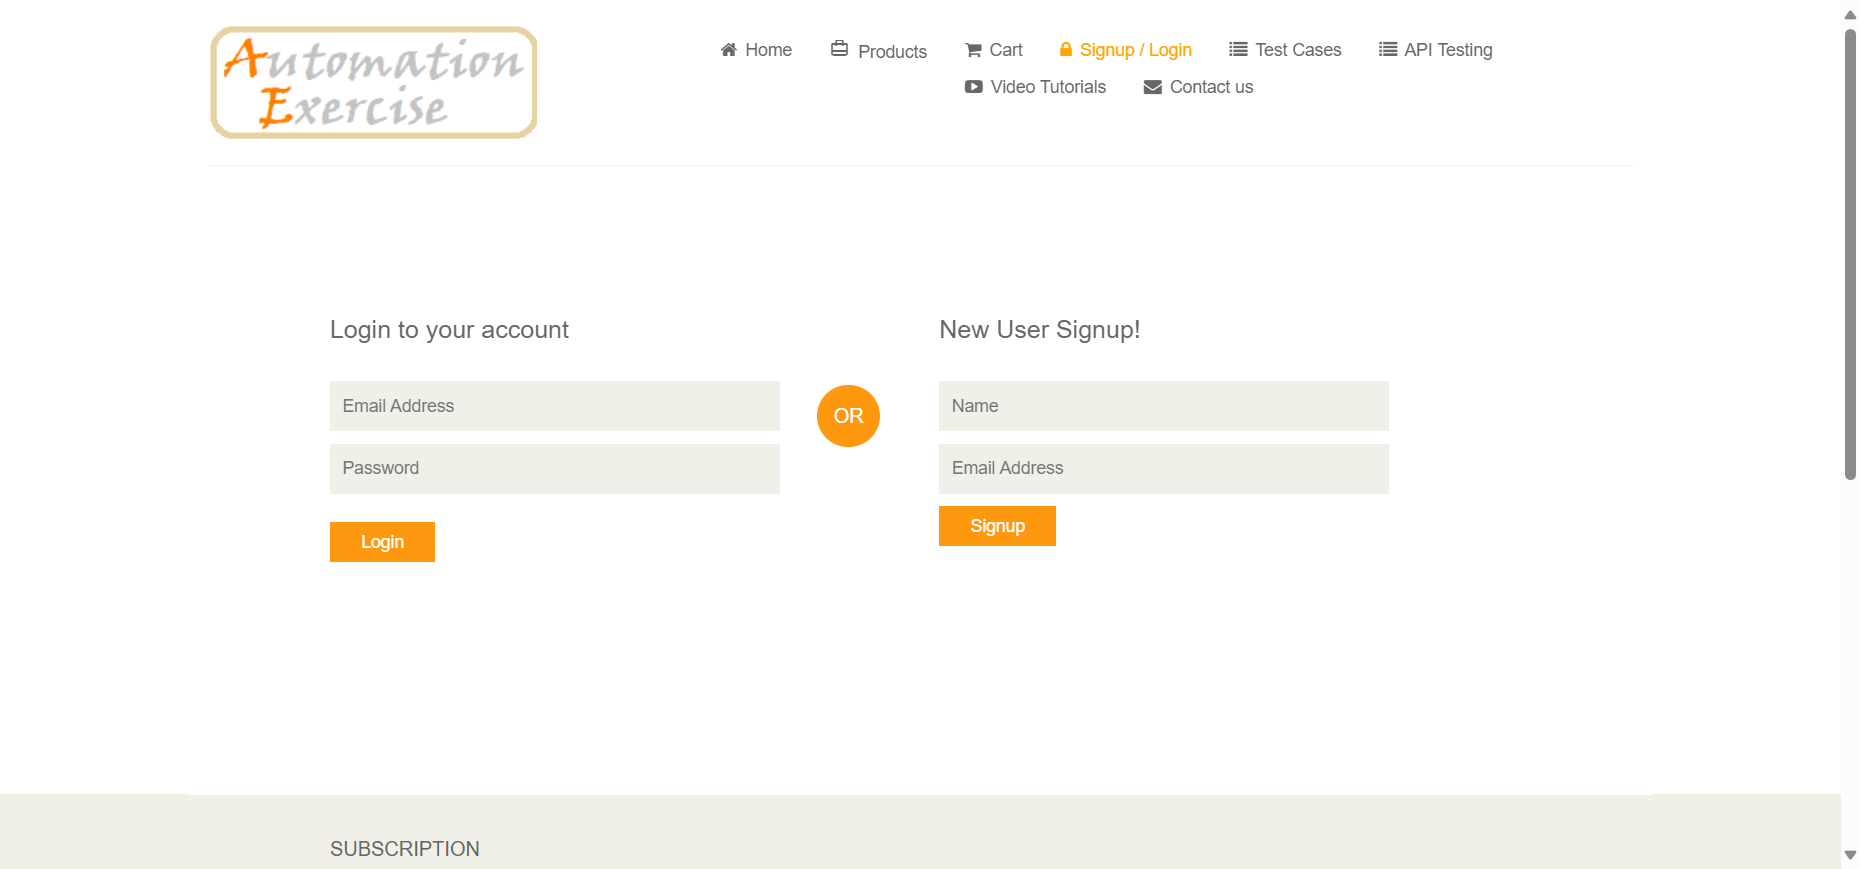 Automation
Exercise
Home Products Cart Signup / Login Test Cases API Testing
Video Tutorials Contact us
Login to your account
Email Address
Password
Login
OR
New User Signup!
Name
Email Address
Signup
SUBSCRIPTION